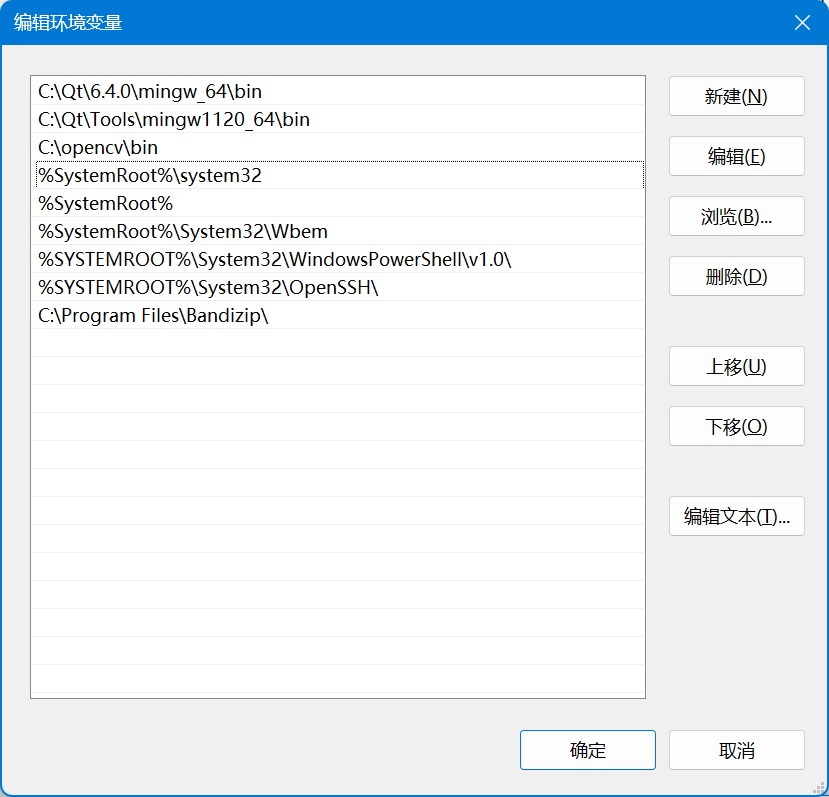 编辑环境变量
C:\Qt\6.4.0\mingw_64\bin
C:\Qt\Tools\mingw1120_64\bin
C:\opencv\bin
%SystemRoot%\system32
%SystemRoot%
%SystemRoot%\System32\Wbem
%SYSTEMROOT%\System32\WindowsPowerShell\v1.0\
%SYSTEMROOT%\System32\OpenSSH\
C:\Program Files\Bandizip\
新建(N)
编辑(E)
浏览(B)...
删除(D)
上移(U)
下移(O)
编辑文本(T)...
确定
取消